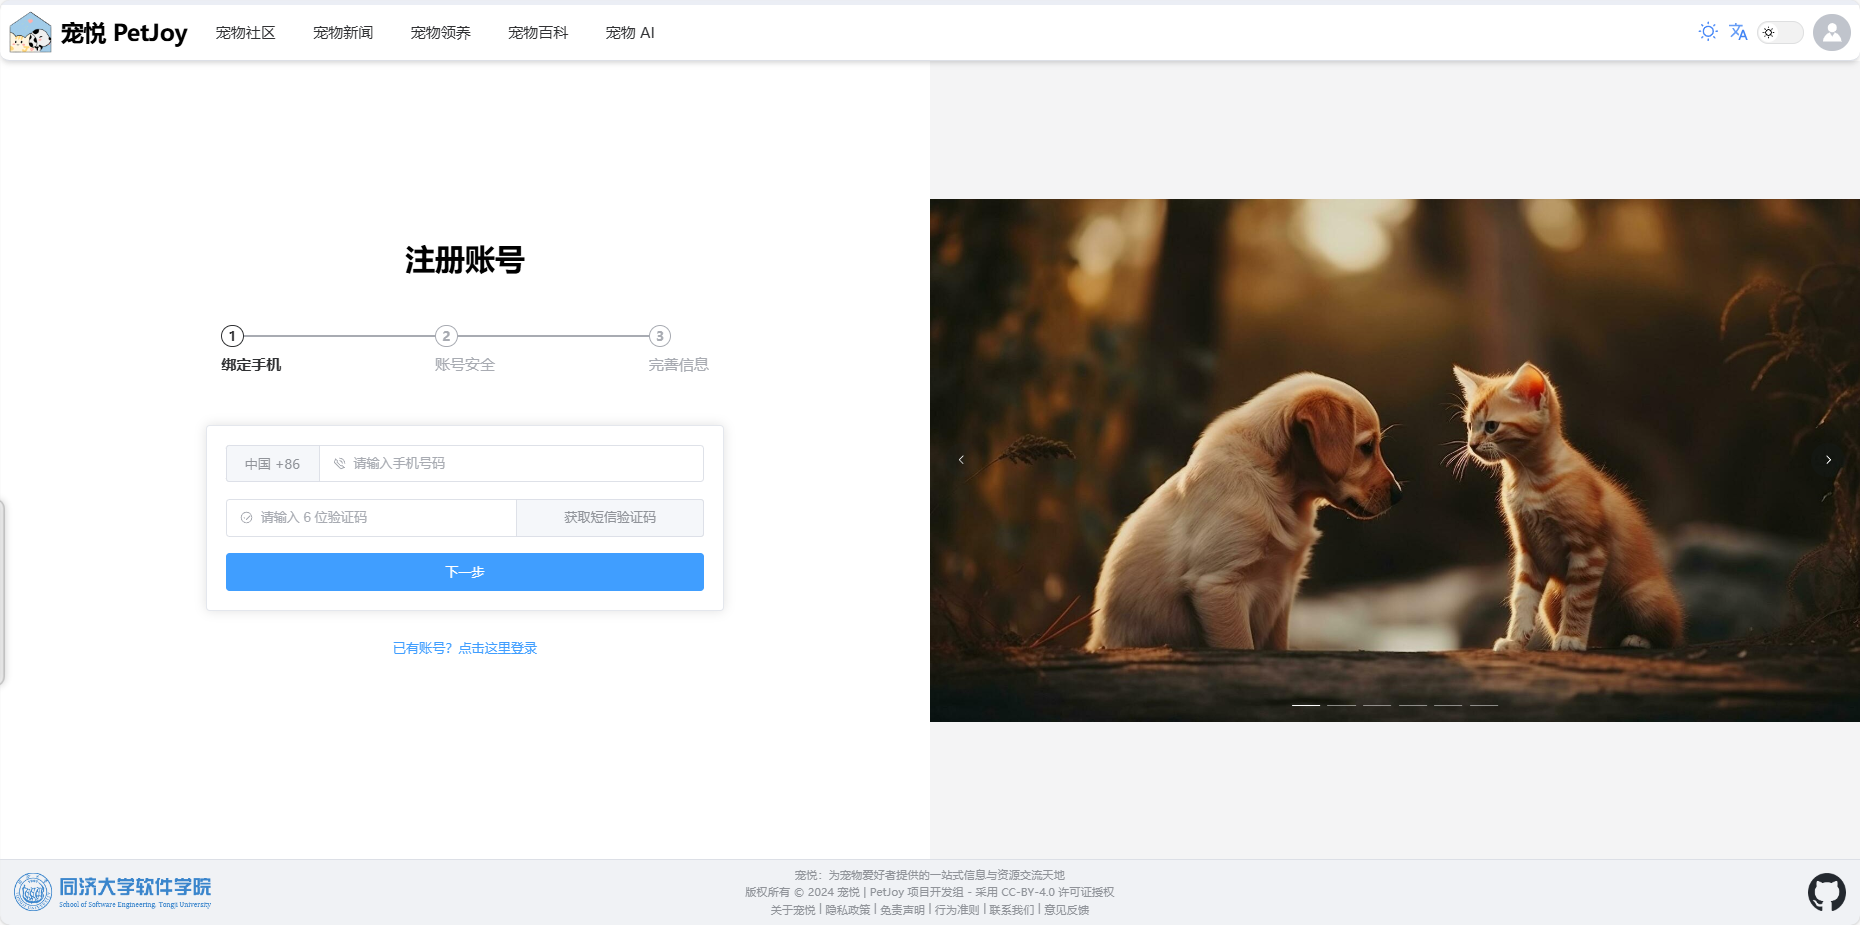 宠悦 PetJoy 宠物社区 宠物新闻 宠物领养 宠物百科 宠物 AI
注册账号
1 2 3
绑定手机 账号安全 完善信息
中国 +86 请输入手机号码
请输入 6 位验证码 获取短信验证码
下一步
已有账号？点击这里登录
同济大学软件学院
School of Software Engineering, Tongji University
宠悦：为宠物爱好者提供的一站式信息与资源交流天地
版权所有 © 2024 宠悦 | PetJoy 项目开发组 - 采用 CC-BY-4.0 许可证授权
关于宠悦 | 隐私政策 | 免责声明 | 行为准则 | 联系我们 | 意见反馈